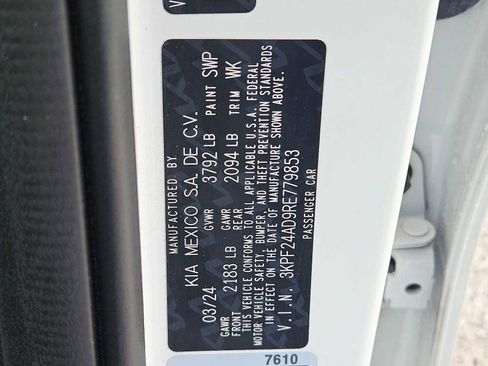 MANUFACTURED BY
KIA MEXICO S.A. DE C.V.
03/24 GVWR 3792 LB PAINT SWP
GAWR FRONT 2183 LB GAWR REAR 2094 LB TRIM WK
THIS VEHICLE CONFORMS TO ALL APPLICABLE U.S.A. FEDERAL
MOTOR VEHICLE SAFETY, BUMPER, AND THEFT PREVENTION STANDARDS
IN EFFECT ON THE DATE OF MANUFACTURE SHOWN ABOVE.
V.I.N. 3KPF24AD9RE779853
PASSENGER CAR
7610